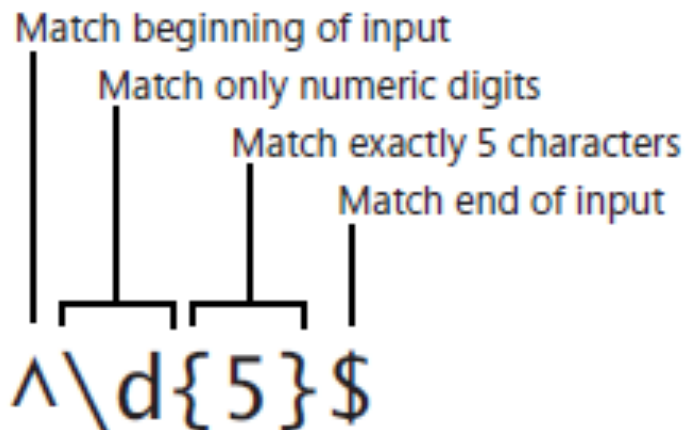 Match beginning of input
Match only numeric digits
Match exactly 5 characters
Match end of input
^\d{5}$